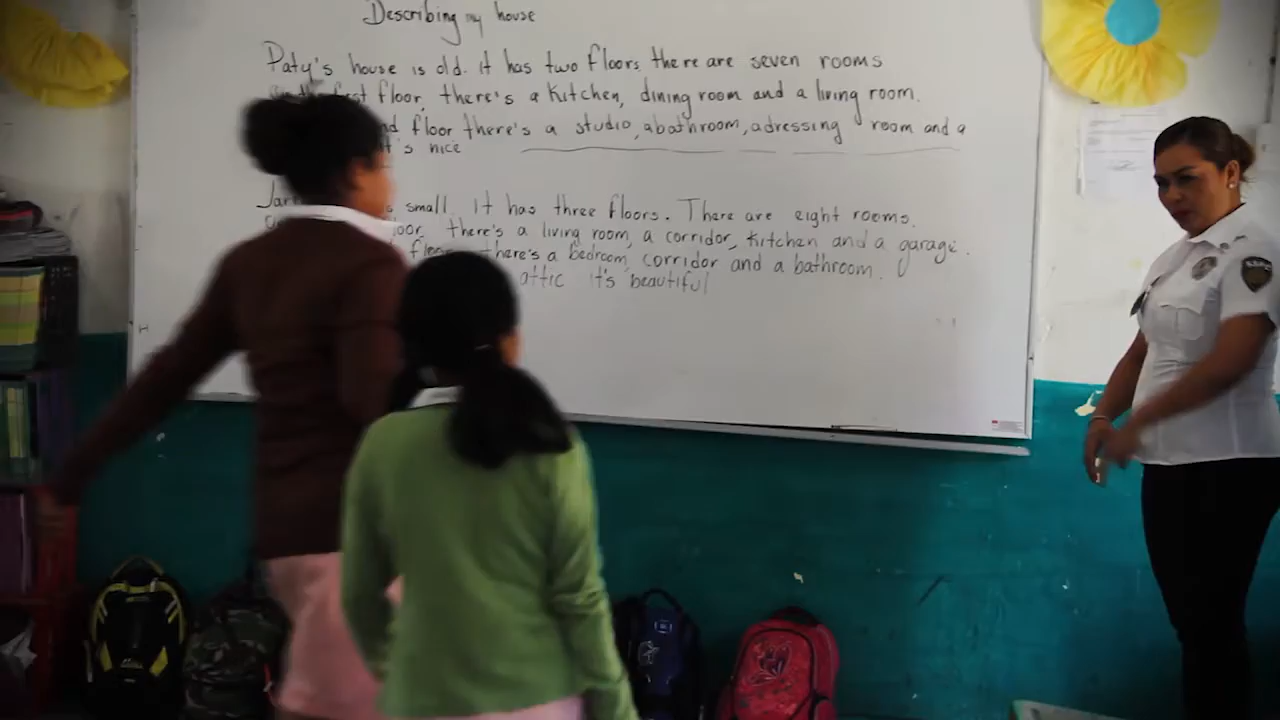 Describing my house
Paty's house is old. it has two floors there are seven rooms
floor, there's a kitchen, dining room and a living room.
floor there's a studio, abathroom, adressing room and a
it's nice
small. it has three floors. There are eight rooms.
there's a living room, a corridor, kitchen and a garage.
there's a bedroom, corridor and a bathroom.
attic it's beautiful